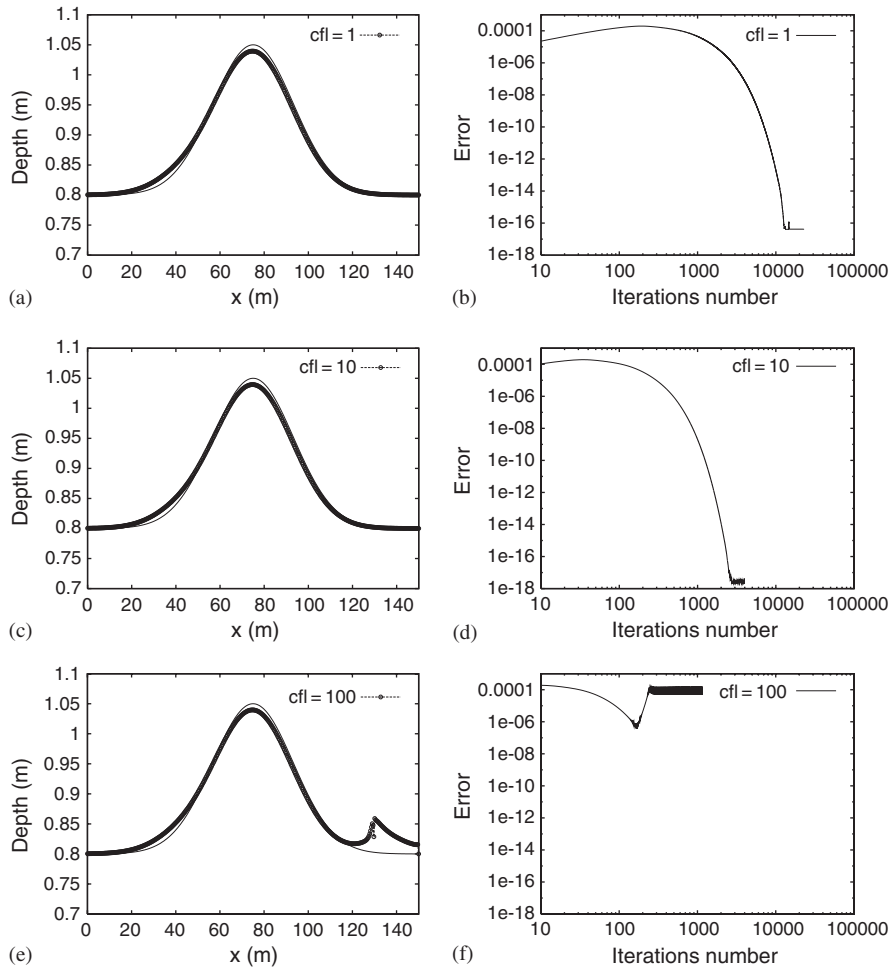 1.1
1.05
1
0.95
0.9
0.85
0.8
0.75
0.7
Depth (m)
cfl = 1
0 20 40 60 80 100 120 140
x (m)
(a)
0.0001
1e-06
1e-08
1e-10
1e-12
1e-14
1e-16
1e-18
Error
cfl = 1
10 100 1000 10000 100000
Iterations number
(b)
1.1
1.05
1
0.95
0.9
0.85
0.8
0.75
0.7
Depth (m)
cfl = 10
0 20 40 60 80 100 120 140
x (m)
(c)
0.0001
1e-06
1e-08
1e-10
1e-12
1e-14
1e-16
1e-18
Error
cfl = 10
10 100 1000 10000 100000
Iterations number
(d)
1.1
1.05
1
0.95
0.9
0.85
0.8
0.75
0.7
Depth (m)
cfl = 100
0 20 40 60 80 100 120 140
x (m)
(e)
0.0001
1e-06
1e-08
1e-10
1e-12
1e-14
1e-16
1e-18
Error
cfl = 100
10 100 1000 10000 100000
Iterations number
(f)